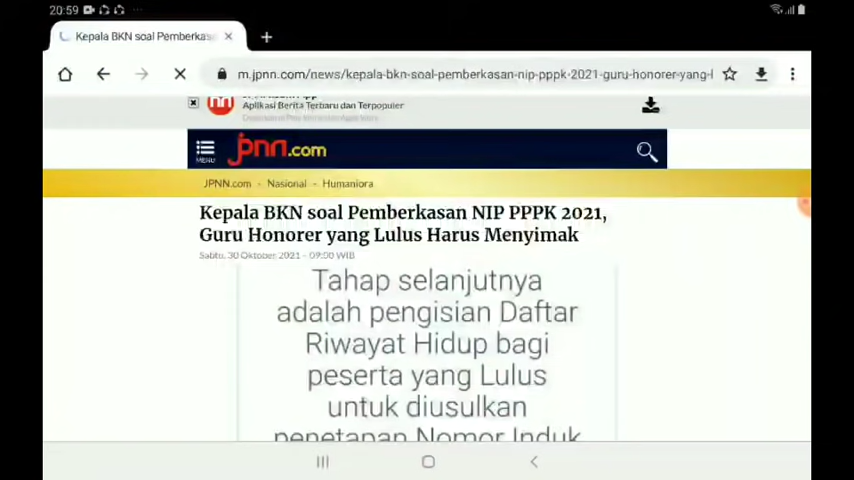 20:59
Kepala BKN soal Pemberkasa
m.jpnn.com/news/kepala-bkn-soal-pemberkasan-nip-pppk-2021-guru-honorer-yang-l
Aplikasi Berita Terbaru dan Terpopuler
MENU
jpnn.com
JPNN.com - Nasional - Humaniora
Kepala BKN soal Pemberkasan NIP PPPK 2021,
Guru Honorer yang Lulus Harus Menyimak
Sabtu, 30 Oktober 2021 – 09:00 WIB
Tahap selanjutnya
adalah pengisian Daftar
Riwayat Hidup bagi
peserta yang Lulus
untuk diusulkan
penetapan Nomor Induk